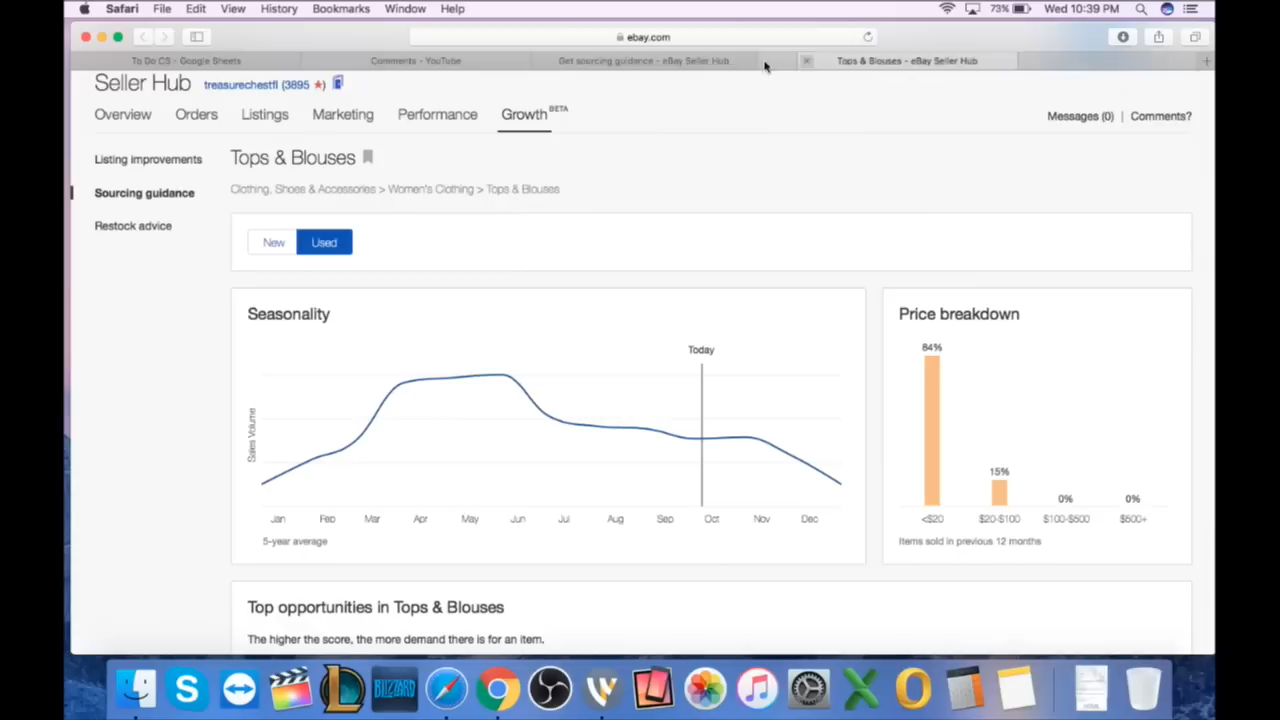 Safari File Edit View History Bookmarks Window Help 73% Wed 10:39 PM
ebay.com
To Do CS - Google Sheets Comments - YouTube Get sourcing guidance - eBay Seller Hub Tops & Blouses - eBay Seller Hub
Seller Hub treasurechestfl (3895 ★)
Overview Orders Listings Marketing Performance Growth BETA Messages (0) | Comments?
Listing improvements
Sourcing guidance
Restock advice
Tops & Blouses
Clothing, Shoes & Accessories > Women's Clothing > Tops & Blouses
New Used
Seasonality
Today
Sales Volume
Jan Feb Mar Apr May Jun Jul Aug Sep Oct Nov Dec
5-year average
Price breakdown
84%
15%
0% 0%
<$20 $20-$100 $100-$500 $500+
Items sold in previous 12 months
Top opportunities in Tops & Blouses
The higher the score, the more demand there is for an item.
BLIZZARD